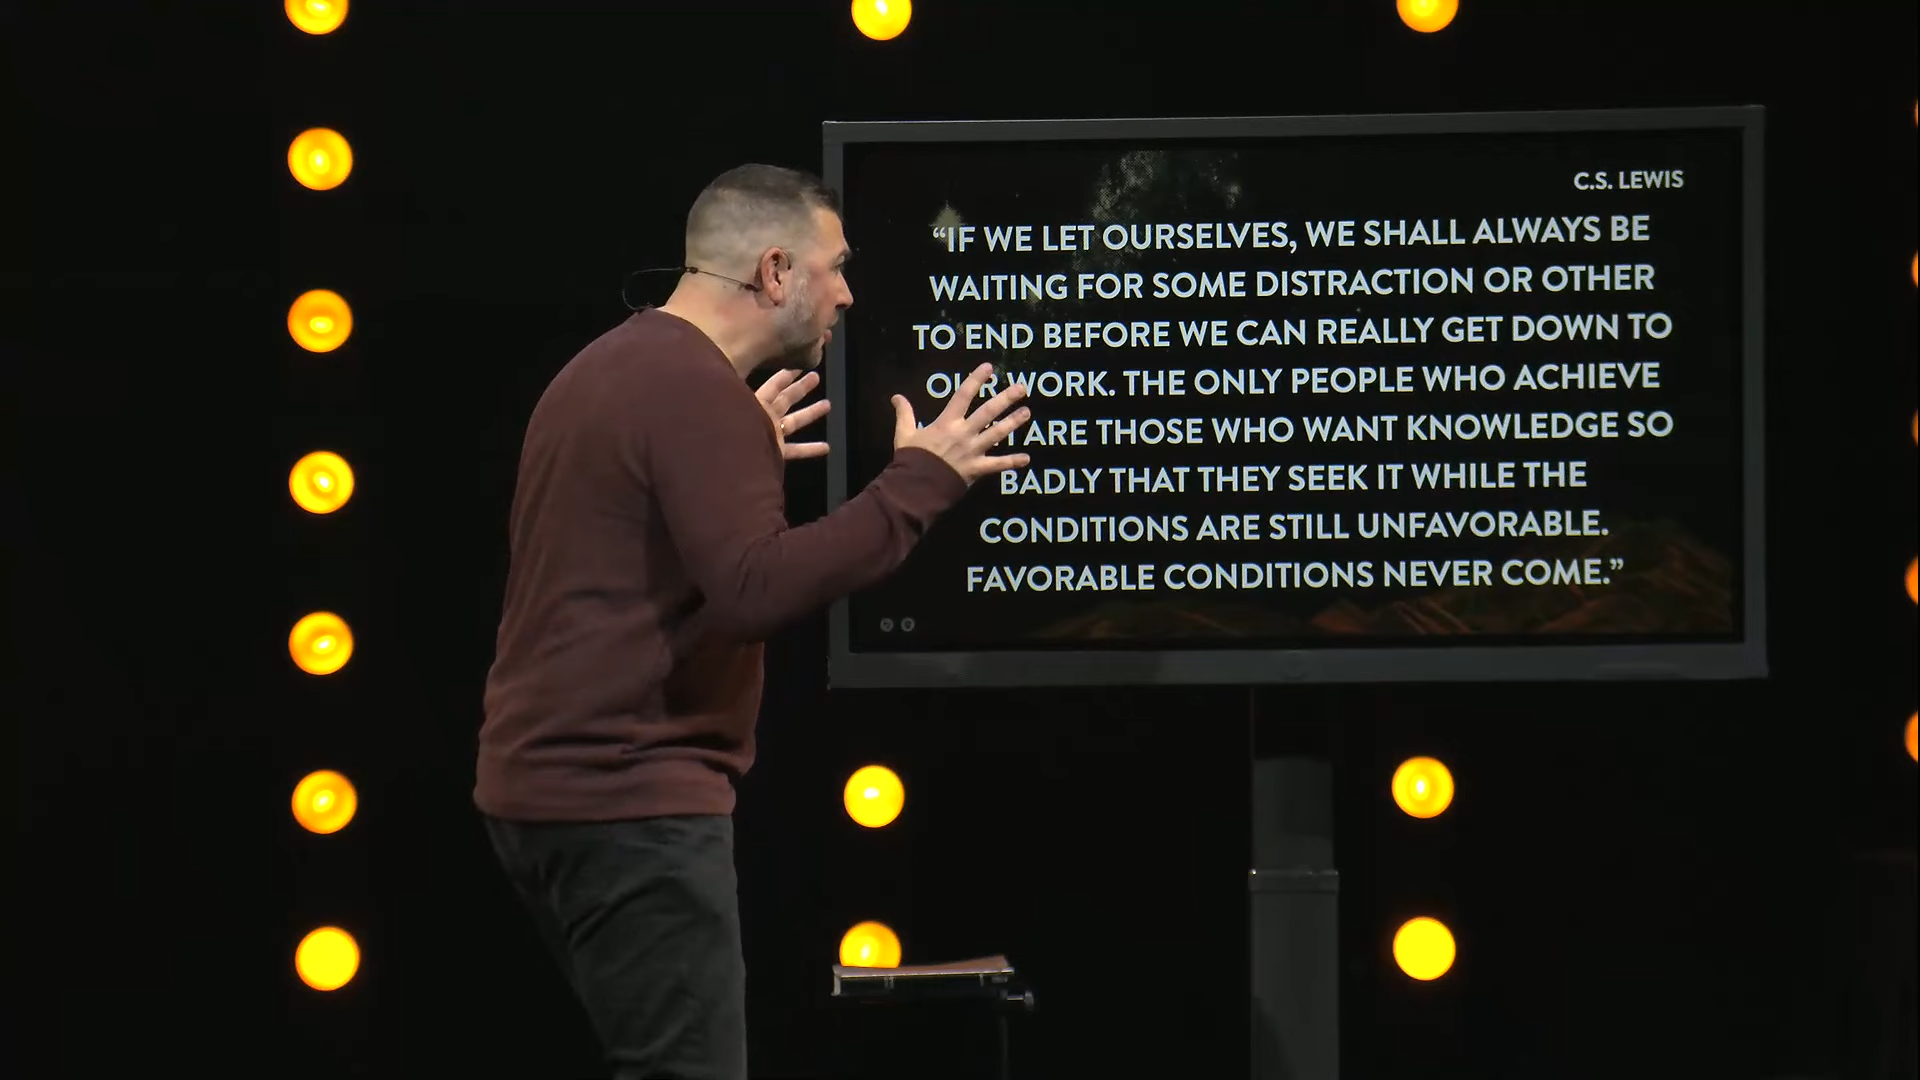 C.S. LEWIS
“IF WE LET OURSELVES, WE SHALL ALWAYS BE
WAITING FOR SOME DISTRACTION OR OTHER
TO END BEFORE WE CAN REALLY GET DOWN TO
OUR WORK. THE ONLY PEOPLE WHO ACHIEVE
ARE THOSE WHO WANT KNOWLEDGE SO
BADLY THAT THEY SEEK IT WHILE THE
CONDITIONS ARE STILL UNFAVORABLE.
FAVORABLE CONDITIONS NEVER COME.”